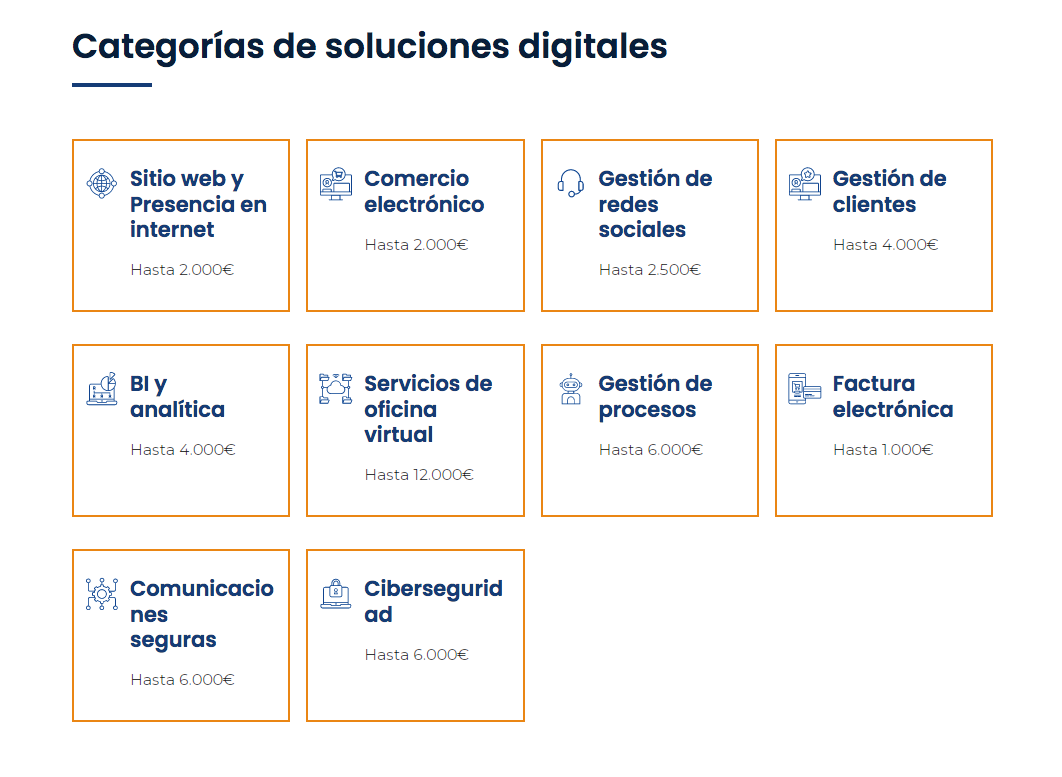 Categorías de soluciones digitales
Sitio web y
Presencia en
internet
Hasta 2.000€
Comercio
electrónico
Hasta 2.000€
Gestión de
redes
sociales
Hasta 2.500€
Gestión de
clientes
Hasta 4.000€
BI y
analítica
Hasta 4.000€
Servicios de
oficina
virtual
Hasta 12.000€
Gestión de
procesos
Hasta 6.000€
Factura
electrónica
Hasta 1.000€
Comunicacio
nes
seguras
Hasta 6.000€
Cibersegurid
ad
Hasta 6.000€